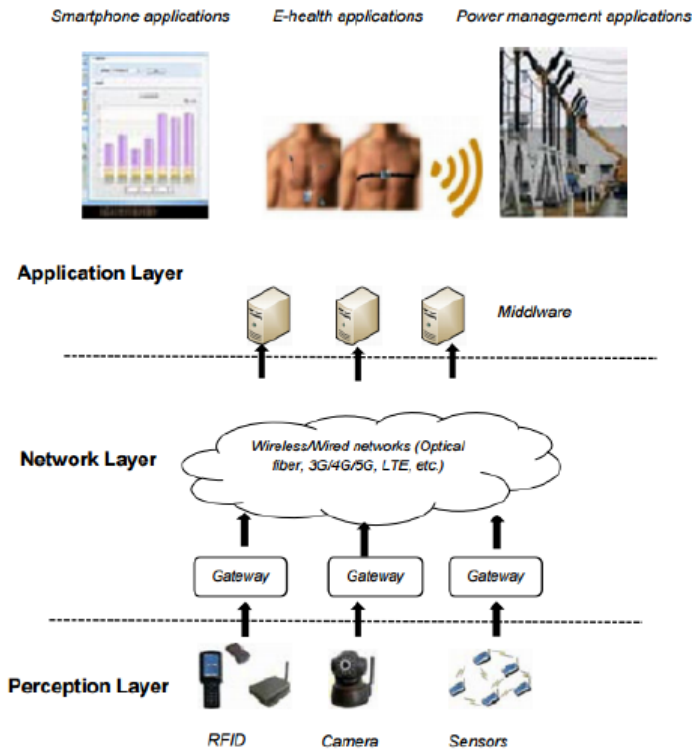 Smartphone applications E-health applications Power management applications
Application Layer
Middlware
Network Layer
Wireless/Wired networks (Optical
fiber, 3G/4G/5G, LTE, etc.)
Gateway Gateway Gateway
Perception Layer
RFID Camera Sensors